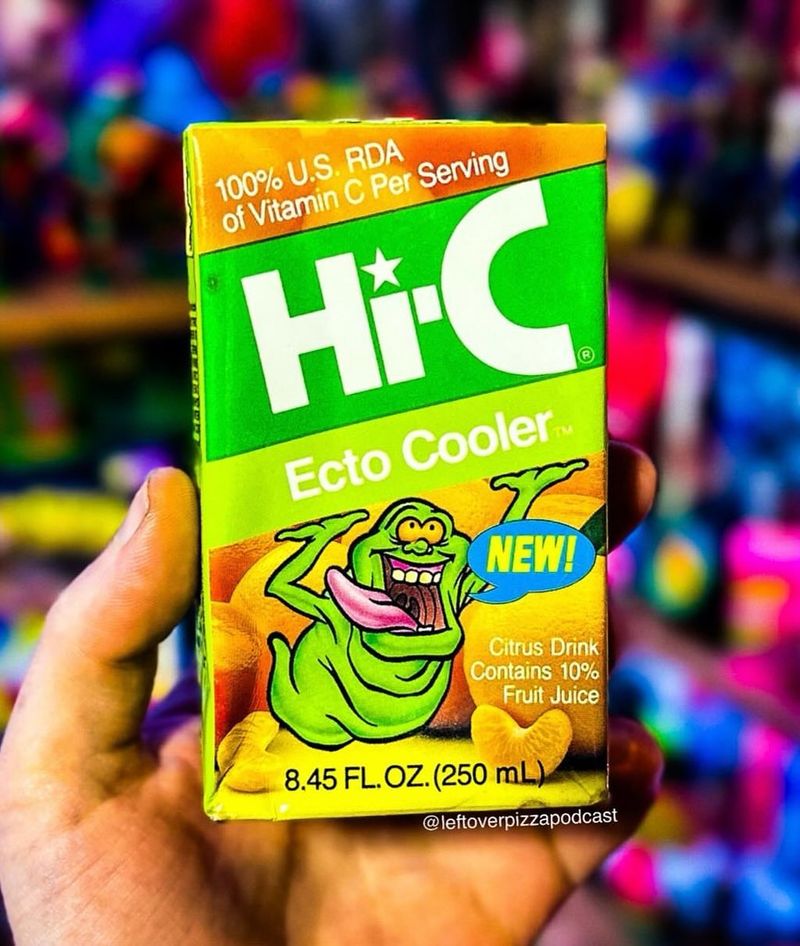 100% U.S. RDA
of Vitamin C Per Serving
Hi-C®
Ecto Cooler™
NEW!
Citrus Drink
Contains 10%
Fruit Juice
8.45 FL. OZ. (250 mL)
@leftoverpizzapodcast